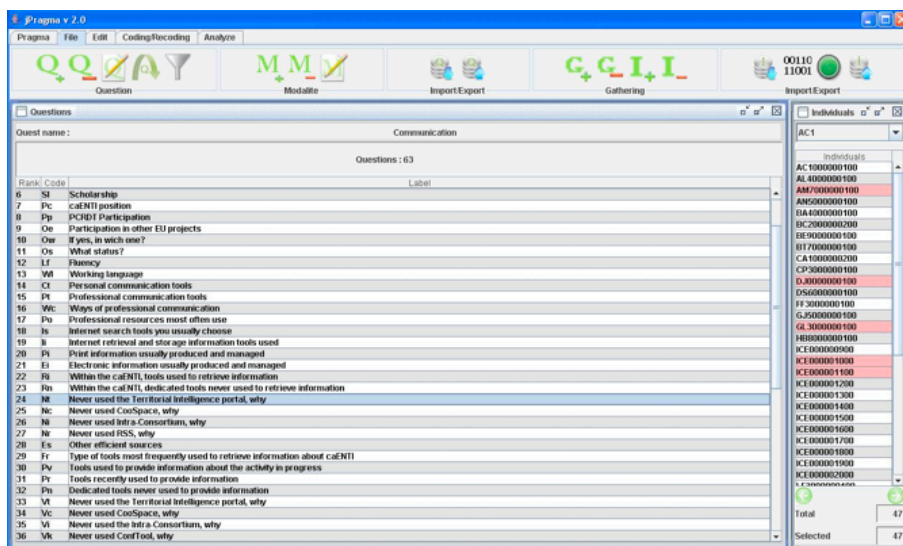 Pragma v 2.0
Pragma File Edit Coding/Recoding Analyze
Q+ Q- M+ M- G+ G- I+ I- 00110
11001
Question Modalite Import/Export Gathering Import/Export
Questions
Quest name : Communication
Questions : 63
Rank Code Label
6 Sl Scholarship
7 Pc caENTI position
8 Pp PCRDT Participation
9 Oe Participation in other EU projects
10 Ow If yes, in wich one?
11 Os What status?
12 Lf Fluency
13 Wl Working language
14 Ct Personal communication tools
15 Pt Professional communication tools
16 Wc Ways of professional communication
17 Po Professional resources most often use
18 Is Internet search tools you usually choose
19 Ii Internet retrieval and storage information tools used
20 Pi Print information usually produced and managed
21 Ei Electronic information usually produced and managed
22 Ri Within the caENTI, tools used to retrieve information
23 Rn Within the caENTI, dedicated tools never used to retrieve information
24 Nt Never used the Territorial Intelligence portal, why
25 Nc Never used CooSpace, why
26 Ni Never used Intra-Consortium, why
27 Nr Never used RSS, why
28 Es Other efficient sources
29 Fr Type of tools most frequently used to retrieve information about caENTI
30 Pv Tools used to provide information about the activity in progress
31 Pr Tools recently used to provide information
32 Pn Dedicated tools never used to provide information
33 Vt Never used the Territorial Intelligence portal, why
34 Vc Never used CooSpace, why
35 Vi Never used the Intra-Consortium, why
36 Vk Never used ConfTool, why
Individuals
AC1
Individuals
AC1000000100
AL4000000100
AM7000000100
AN5000000100
BA4000000100
BC2000000200
BE9000000100
BT7000000100
CA1000000200
CP3000000100
DJ0000000100
DS6000000100
FF3000000100
GJ5000000100
GL3000000100
HB8000000100
ICE000000900
ICE000001000
ICE000001100
ICE000001200
ICE000001300
ICE000001400
ICE000001500
ICE000001600
ICE000001700
ICE000001800
ICE000001900
ICE000002000
Total 47
Selected 47